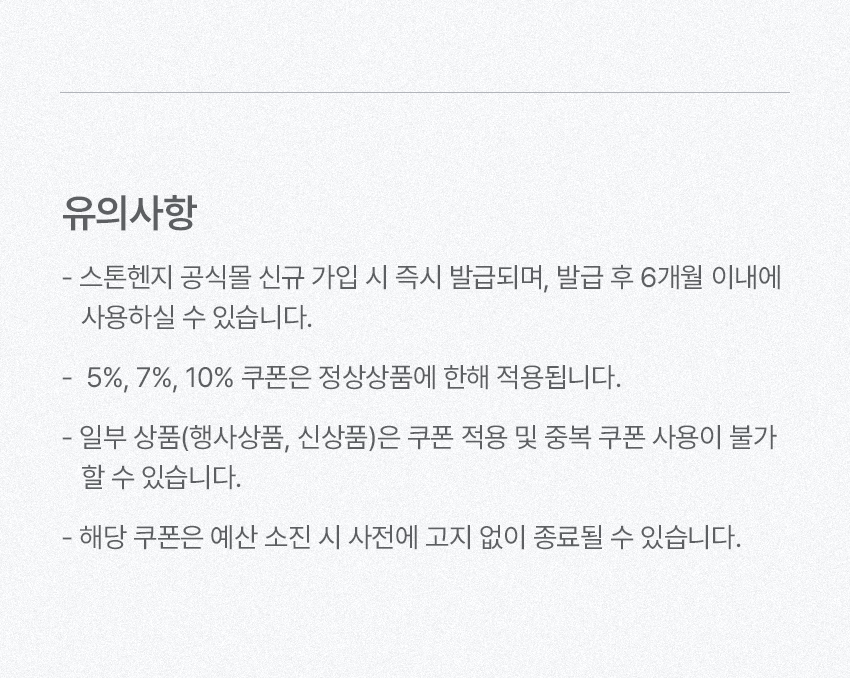 유의사항
- 스톤헨지 공식몰 신규 가입 시 즉시 발급되며, 발급 후 6개월 이내에
사용하실 수 있습니다.
- 5%, 7%, 10% 쿠폰은 정상상품에 한해 적용됩니다.
- 일부 상품(행사상품, 신상품)은 쿠폰 적용 및 중복 쿠폰 사용이 불가
할 수 있습니다.
- 해당 쿠폰은 예산 소진 시 사전에 고지 없이 종료될 수 있습니다.